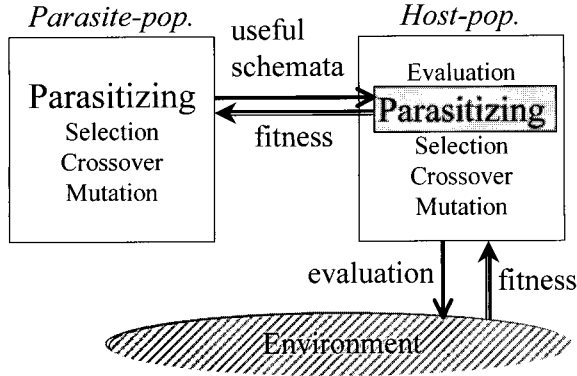 Parasite-pop.
useful
schemata
Host-pop.
Parasitizing
Selection
Crossover
Mutation
fitness
Evaluation
Parasitizing
Selection
Crossover
Mutation
evaluation
fitness
Environment